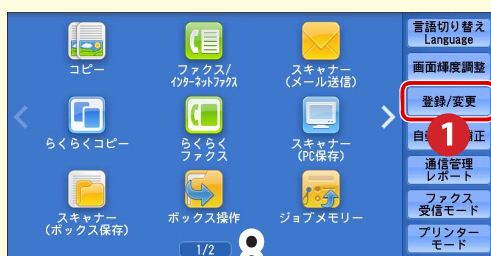 コピー
ファクス/
インターネットファクス
スキャナー
(メール送信)
らくらくコピー
らくらく
ファクス
スキャナー
(PC保存)
スキャナー
(ボックス保存)
ボックス操作
ジョブメモリー
1/2
言語切り替え
Language
画面輝度調整
登録/変更
1
通信管理
レポート
ファクス
受信モード
プリンター
モード